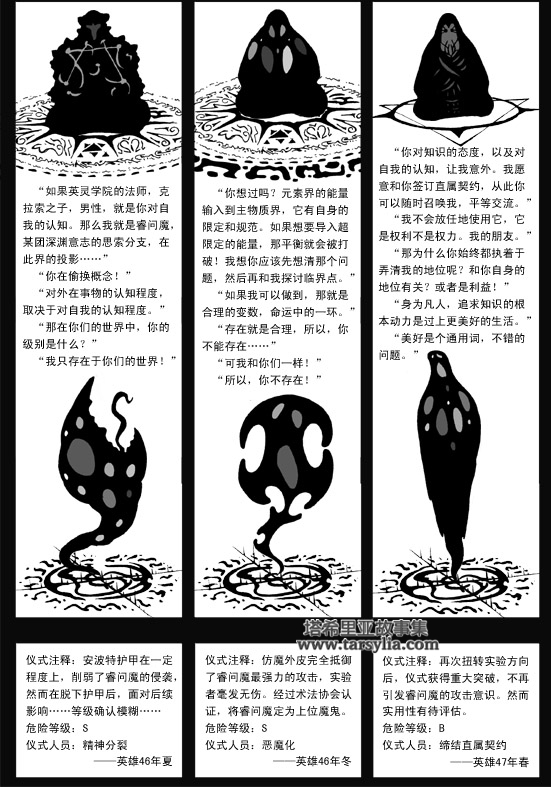 “如果英灵学院的法师，克
拉索之子，男性，就是你对自
我的认知。那么我就是睿问魔，
某团深渊意志的思索分支，在
此界的投影……”
“你在偷换概念！”
“对外在事物的认知程度，
取决于对自我的认知程度。”
“那在你们的世界中，你的
级别是什么？”
“我只存在于你们的世界！”
“你想过吗？元素界的能量
输入到主物质界，它有自身的
限定和规范。如果想要导入超
限定的能量，那平衡就会被打
破！我想你应该先想清那个问
题，然后再和我探讨临界点。”
“如果我可以做到，那就是
合理的变数，命运中的一环。”
“存在就是合理，所以，你
不能存在……”
“可我和你们一样！”
“所以，你不存在！”
“你对知识的态度，以及对
自我的认知，让我意外。我愿
意和你签订直属契约，从此你
可以随时召唤我，平等交流。”
“我不会放任地使用它，它
是权利不是权力。我的朋友。”
“那为什么你始终都执着于
弄清我的地位呢？和你自身的
地位有关？或者是利益！”
“身为凡人，追求知识的根
本动力是过上更美好的生活。”
“美好是个通用词，不错的
问题。”
塔希里亚故事集
www.tarsylia.com
仪式注释：安波特护甲在一定
程度上，削弱了睿问魔的侵袭，
然而在脱下护甲后，面对后续
影响……等级确认模糊……
危险等级：S
仪式人员：精神分裂
——英雄46年夏
仪式注释：仿魔外皮完全抵御
了睿问魔最强力的攻击，实验
者毫发无伤。经过术法协会认
证，将睿问魔定为上位魔鬼。
危险等级：S
仪式人员：恶魔化
——英雄46年冬
仪式注释：再次扭转实验方向
后，仪式获得重大突破，不再
引发睿问魔的攻击意识。然而
实用性有待评估。
危险等级：B
仪式人员：缔结直属契约
——英雄47年春